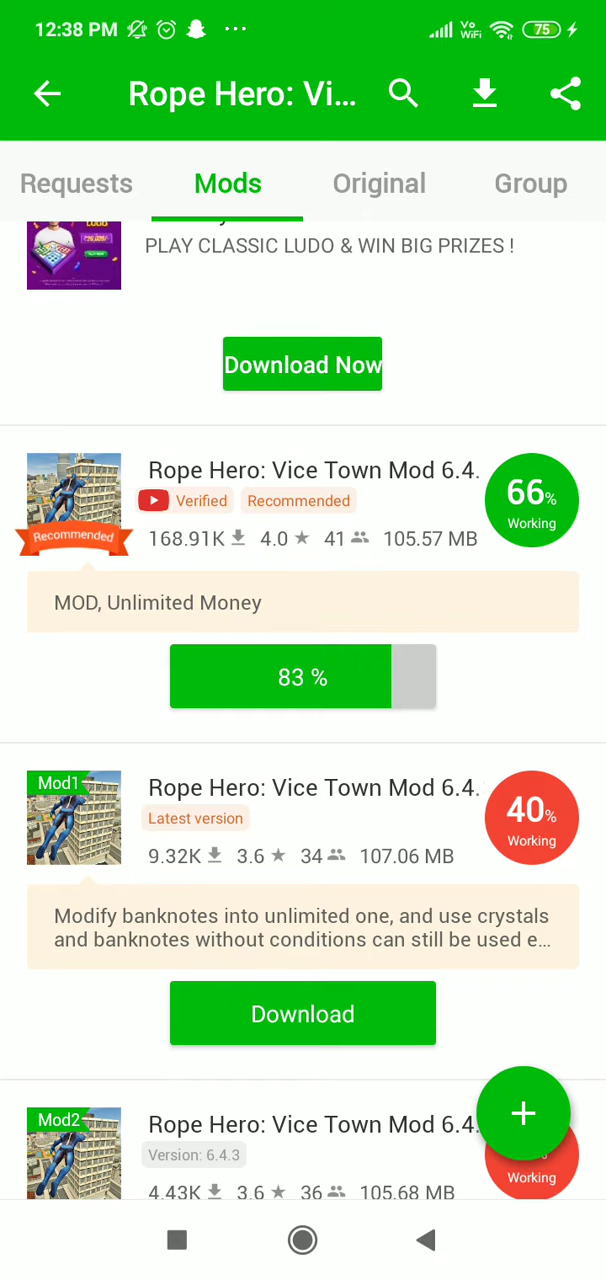 12:38 PM ... Vo WiFi 75
Rope Hero: Vi...
Requests Mods Original Group
LUDO
PLAY CLASSIC LUDO & WIN BIG PRIZES !
Download Now
Rope Hero: Vice Town Mod 6.4.
Verified Recommended
66%
Working
Recommended
168.91K 4.0 41 105.57 MB
MOD, Unlimited Money
83 %
Mod1
Rope Hero: Vice Town Mod 6.4.
Latest version
40%
Working
9.32K 3.6 34 107.06 MB
Modify banknotes into unlimited one, and use crystals
and banknotes without conditions can still be used e...
Download
Mod2
Rope Hero: Vice Town Mod 6.4.
Version: 6.4.3
Working
4.43K 3.6 36 105.68 MB